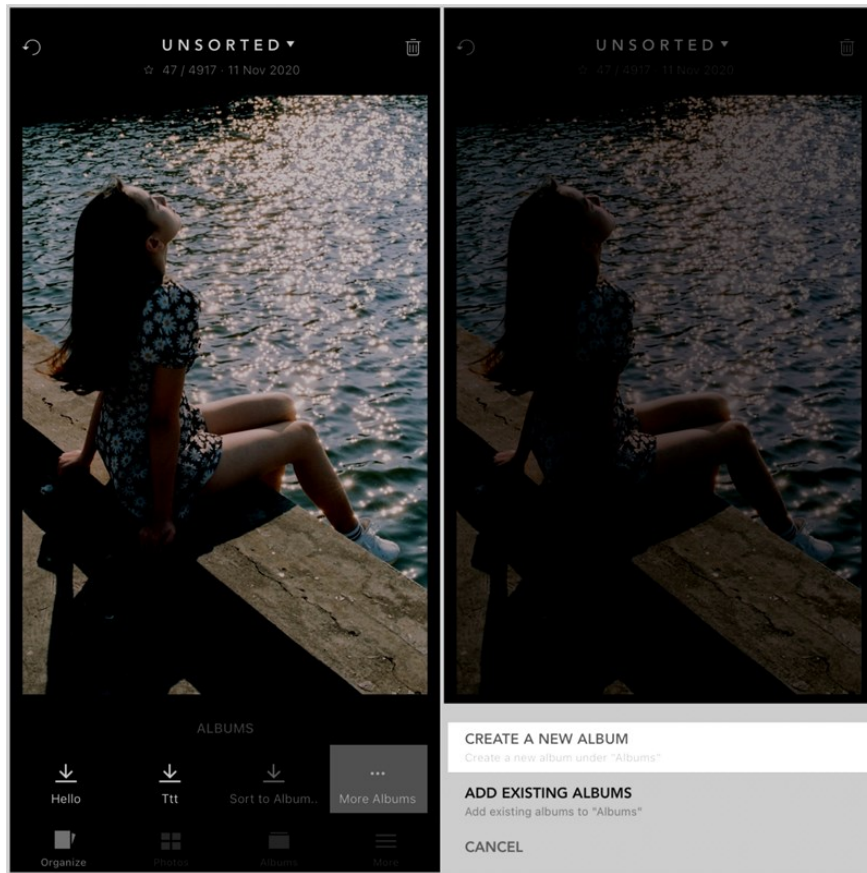 UNSORTED ▾
☆ 47 / 4917 · 11 Nov 2020
ALBUMS
Hello
Ttt
Sort to Album..
More Albums
Organize
Photos
Albums
More
UNSORTED ▾
☆ 47 / 4917 · 11 Nov 2020
CREATE A NEW ALBUM
Create a new album under "Albums"
ADD EXISTING ALBUMS
Add existing albums to "Albums"
CANCEL